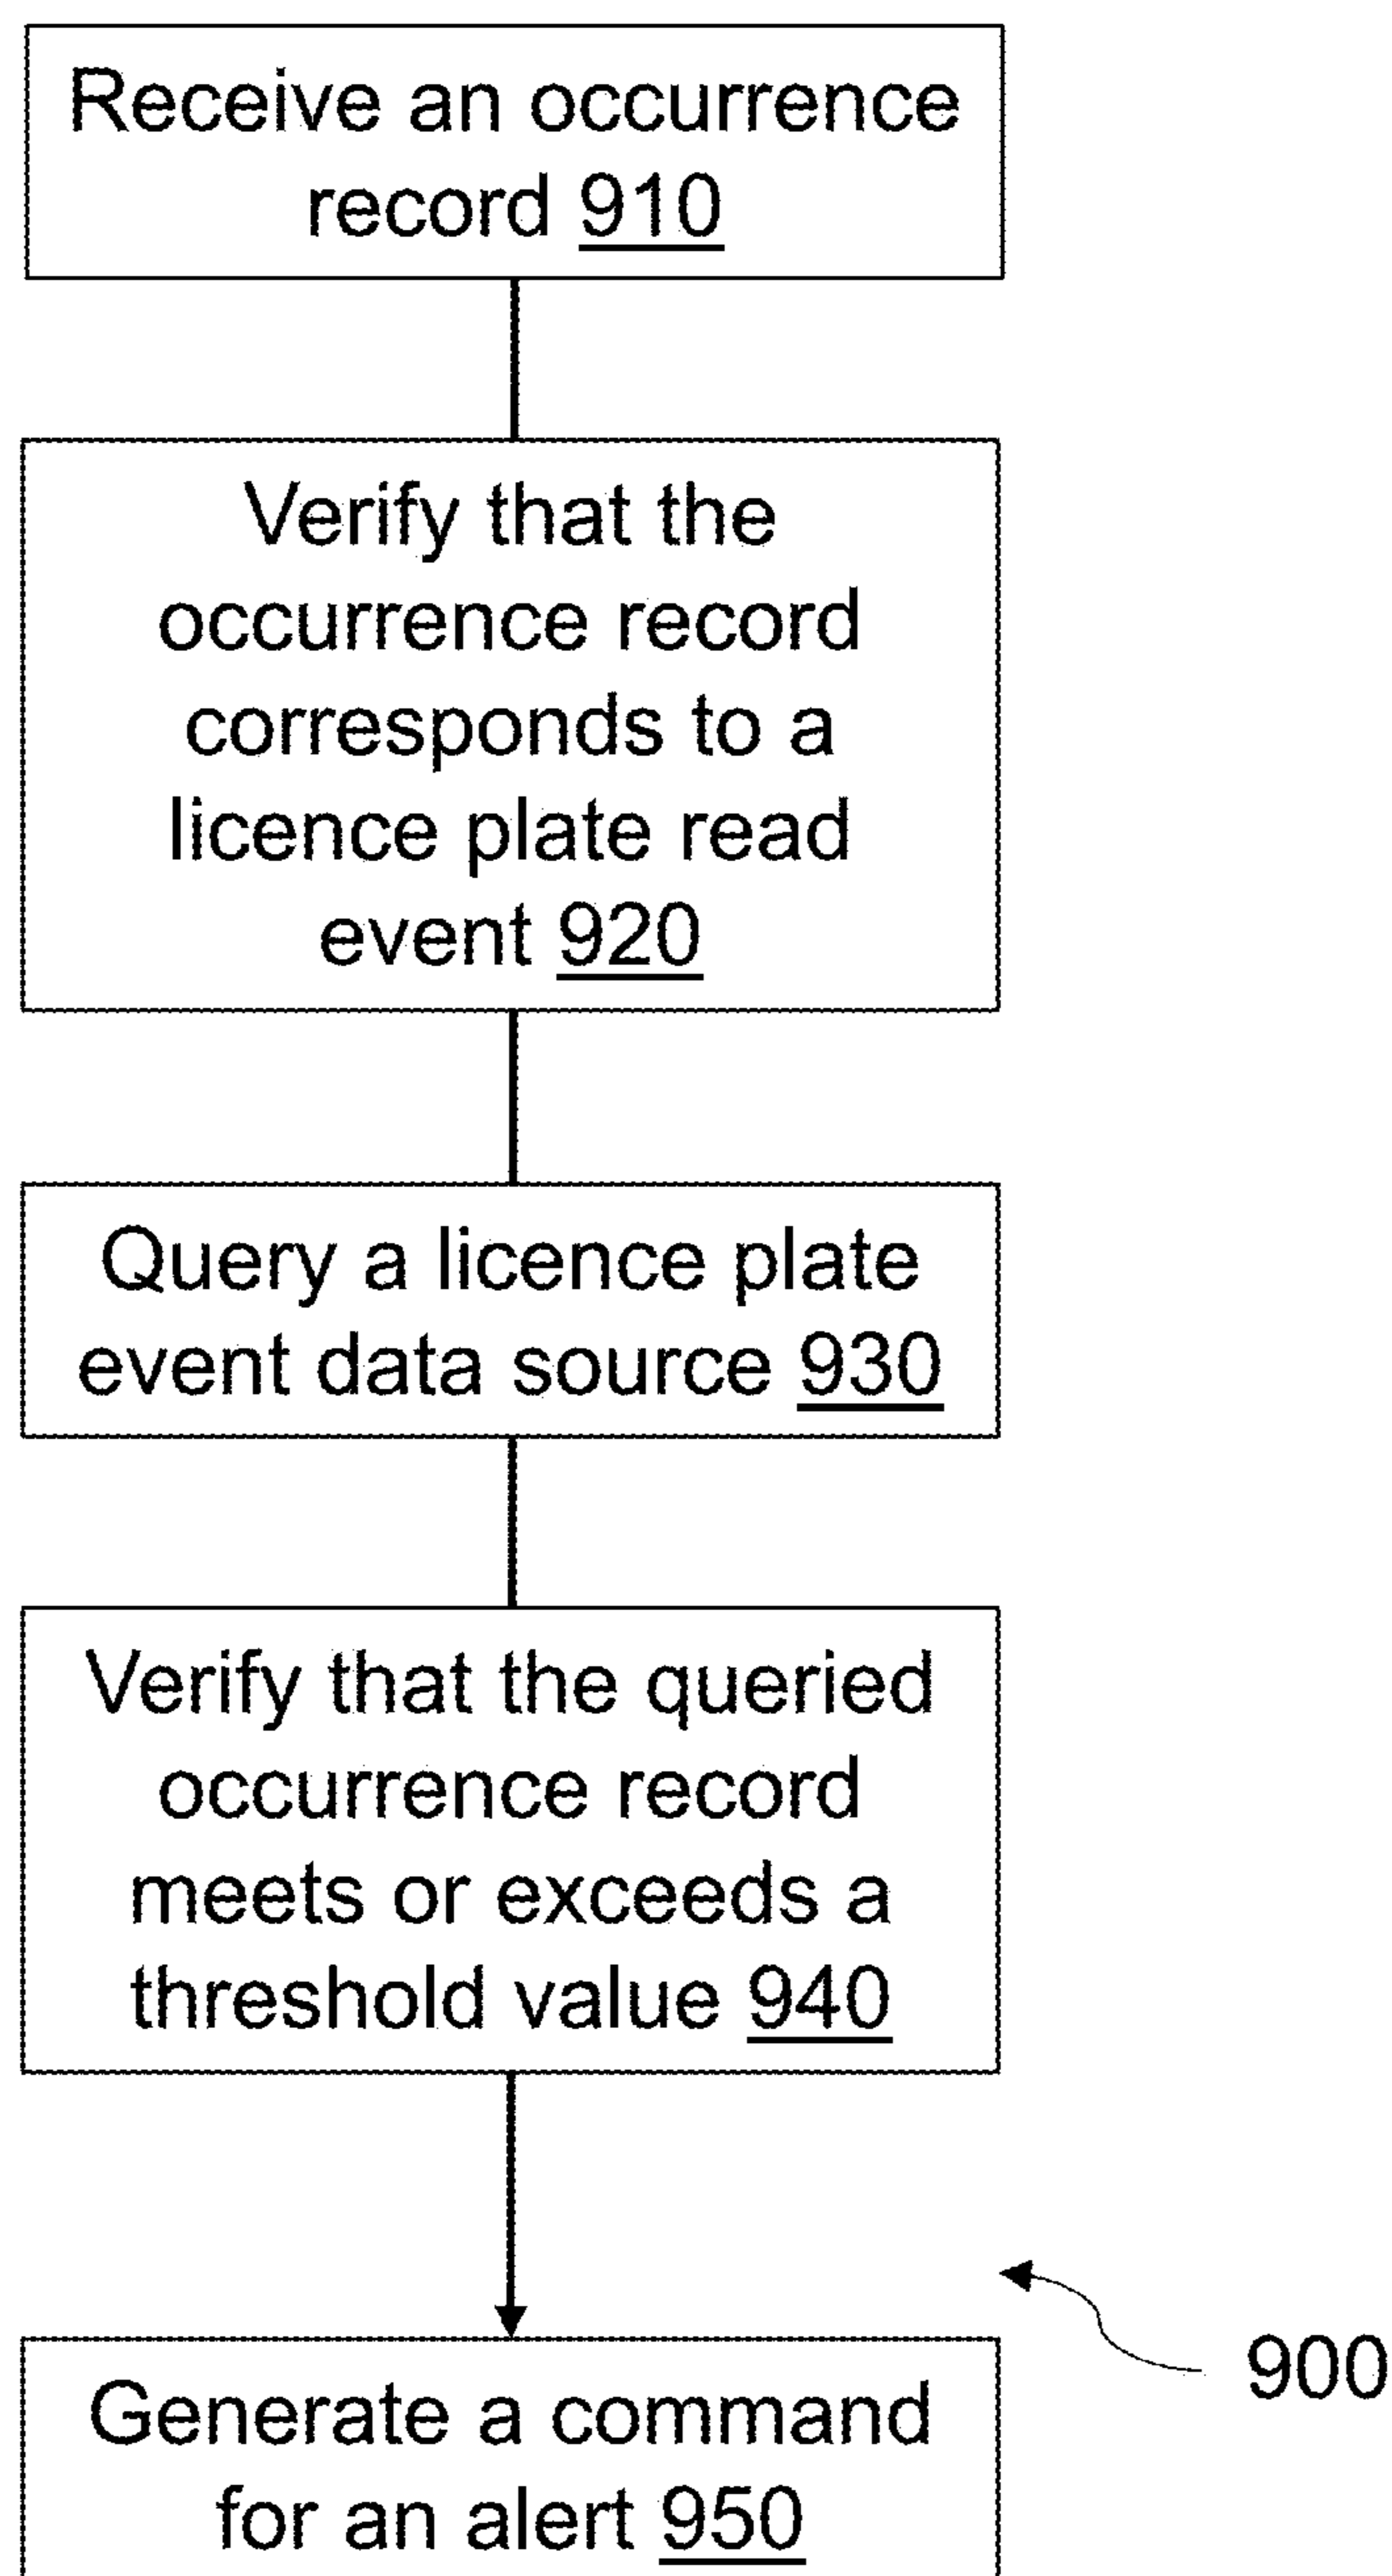 Receive an occurrence
record 910
Verify that the
occurrence record
corresponds to a
licence plate read
event 920
Query a licence plate
event data source 930
Verify that the queried
occurrence record
meets or exceeds a
threshold value 940
900
Generate a command
for an alert 950